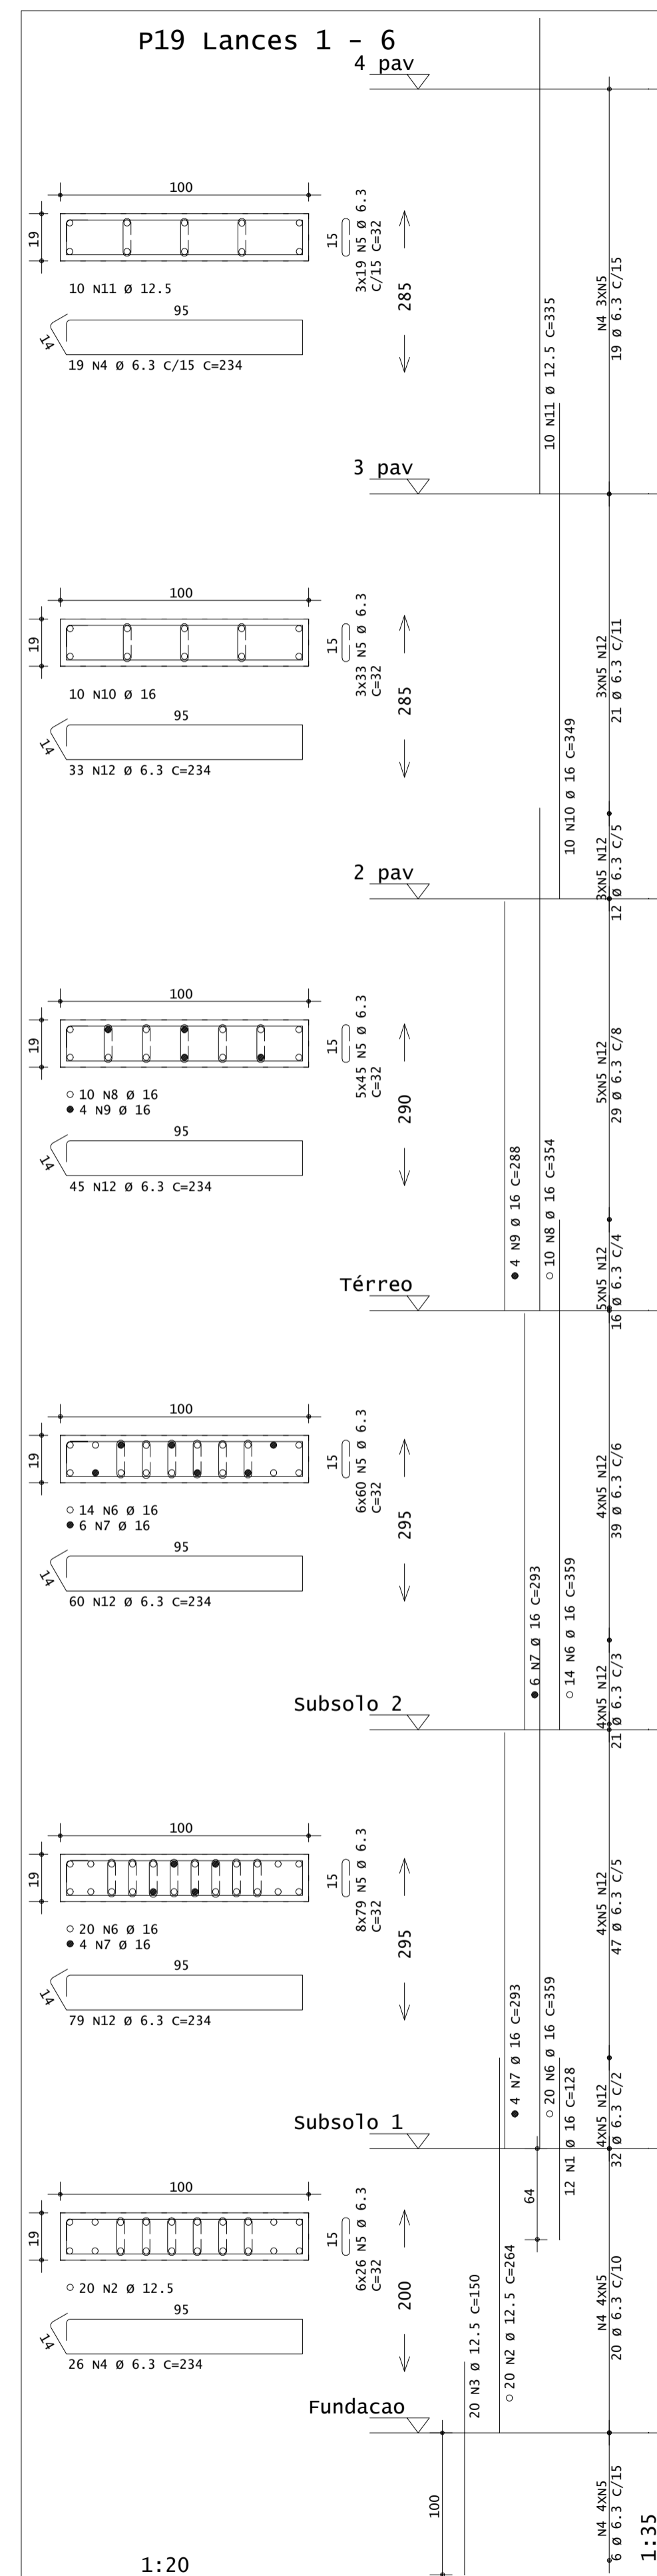 P19 Lances 1 - 6
4 pav
100
19
10 N11 Ø 12.5
95
14
19 N4 Ø 6.3 C/15 C=234
15
3x19 N5 Ø 6.3
C/15 C=32
285
10 N11 Ø 12.5 C=335
N4 3XN5
19 Ø 6.3 C/15
3 pav
100
19
10 N10 Ø 16
95
14
33 N12 Ø 6.3 C=234
15
3x33 N5 Ø 6.3
C=32
285
10 N10 Ø 16 C=349
3XN5 N12
21 Ø 6.3 C/11
3XN5 N12
12 Ø 6.3 C/5
2 pav
100
19
○ 10 N8 Ø 16
● 4 N9 Ø 16
95
14
45 N12 Ø 6.3 C=234
15
5x45 N5 Ø 6.3
C=32
290
● 4 N9 Ø 16 C=288
○ 10 N8 Ø 16 C=354
5XN5 N12
29 Ø 6.3 C/8
5XN5 N12
16 Ø 6.3 C/4
Térreo
100
19
○ 14 N6 Ø 16
● 6 N7 Ø 16
95
14
60 N12 Ø 6.3 C=234
15
6x60 N5 Ø 6.3
C=32
295
● 6 N7 Ø 16 C=293
○ 14 N6 Ø 16 C=359
4XN5 N12
39 Ø 6.3 C/6
4XN5 N12
21 Ø 6.3 C/3
Subsolo 2
100
19
○ 20 N6 Ø 16
● 4 N7 Ø 16
95
14
79 N12 Ø 6.3 C=234
15
8x79 N5 Ø 6.3
C=32
295
● 4 N7 Ø 16 C=293
○ 20 N6 Ø 16 C=359
12 N1 Ø 16 C=128
4XN5 N12
47 Ø 6.3 C/5
4XN5 N12
32 Ø 6.3 C/2
Subsolo 1
100
19
○ 20 N2 Ø 12.5
95
14
26 N4 Ø 6.3 C=234
15
6x26 N5 Ø 6.3
C=32
200
64
20 N3 Ø 12.5 C=150
○ 20 N2 Ø 12.5 C=264
N4 4XN5
20 Ø 6.3 C/10
Fundacao
100
N4 4XN5
6 Ø 6.3 C/15
1:20
1:35